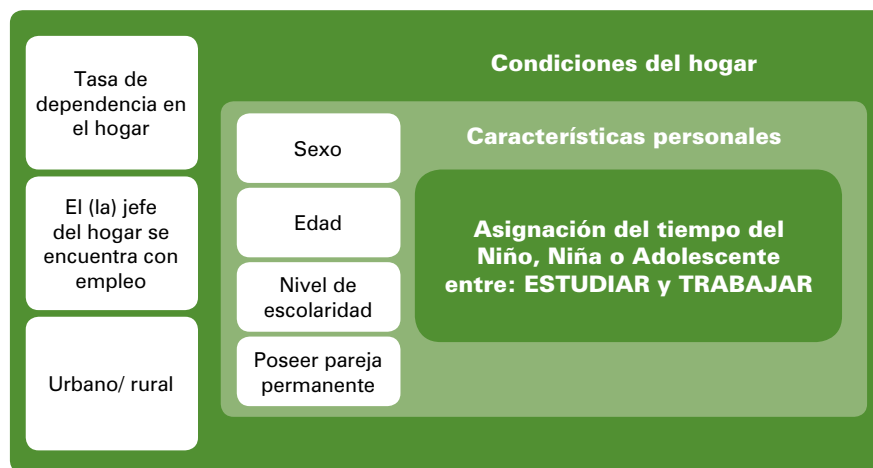 Tasa de
dependencia en
el hogar
El (la) jefe
del hogar se
encuentra con
empleo
Urbano/ rural
Condiciones del hogar
Características personales
Sexo
Edad
Nivel de
escolaridad
Poseer pareja
permanente
Asignación del tiempo del
Niño, Niña o Adolescente
entre: ESTUDIAR y TRABAJAR